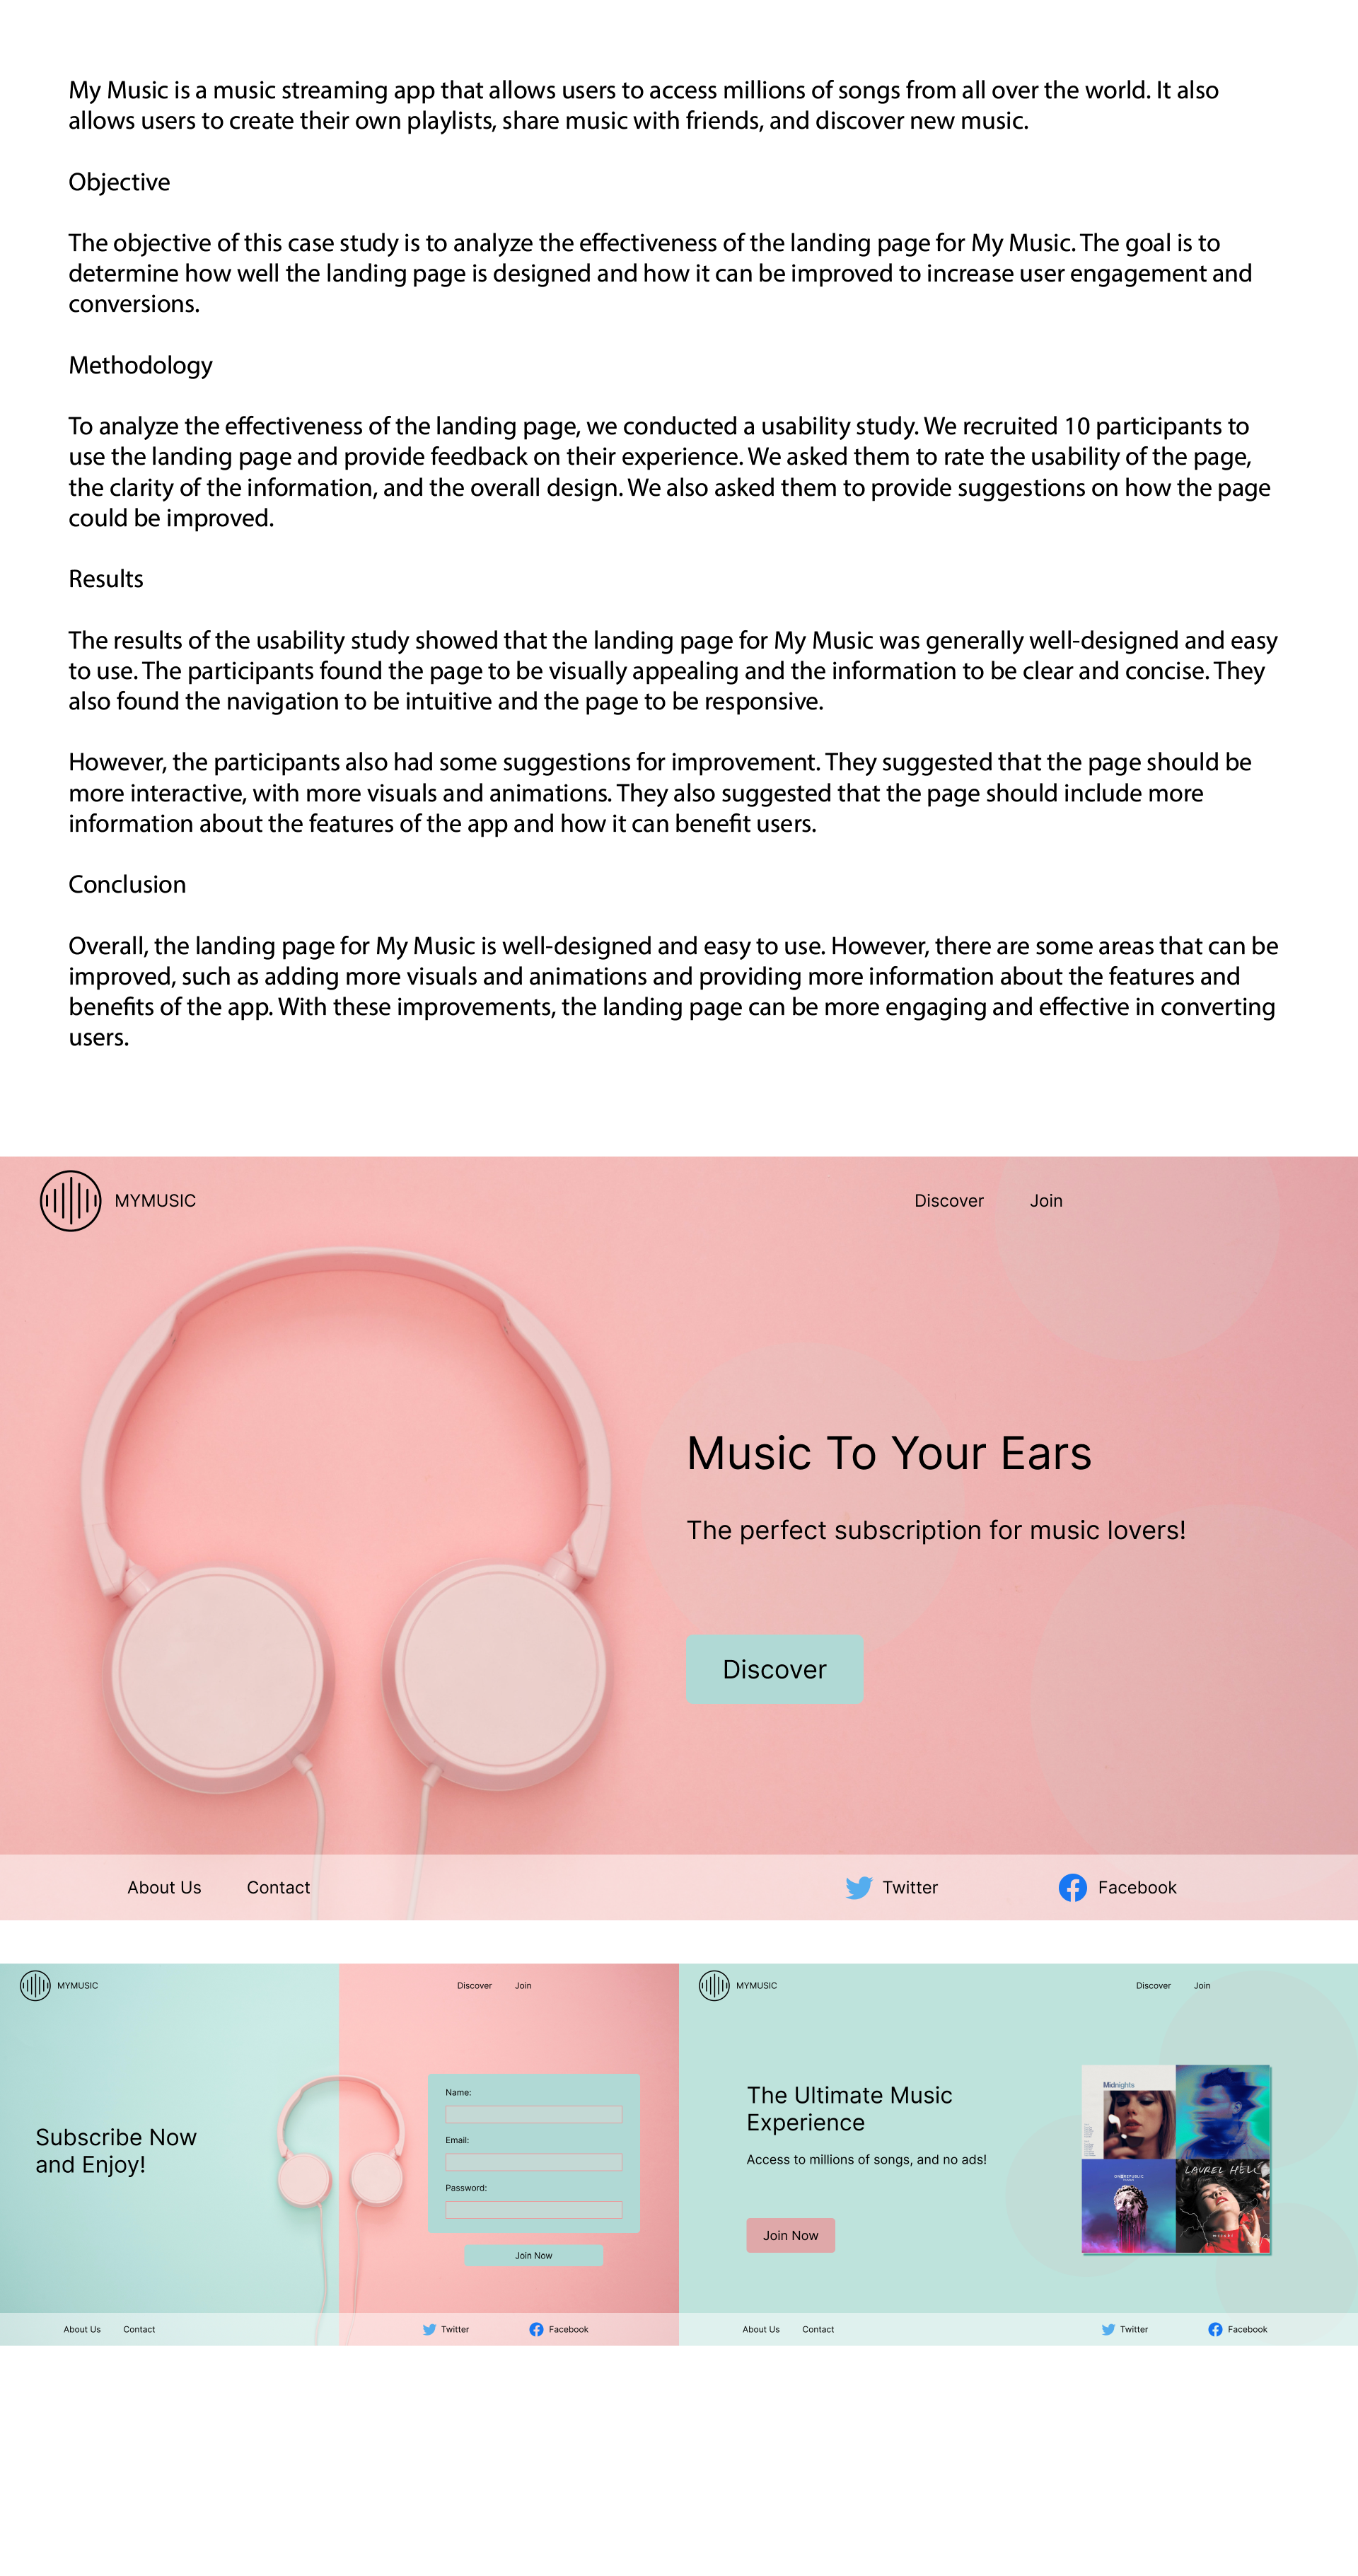 My Music is a music streaming app that allows users to access millions of songs from all over the world. It also
allows users to create their own playlists, share music with friends, and discover new music.
Objective
The objective of this case study is to analyze the effectiveness of the landing page for My Music. The goal is to
determine how well the landing page is designed and how it can be improved to increase user engagement and
conversions.
Methodology
To analyze the effectiveness of the landing page, we conducted a usability study. We recruited 10 participants to
use the landing page and provide feedback on their experience. We asked them to rate the usability of the page,
the clarity of the information, and the overall design. We also asked them to provide suggestions on how the page
could be improved.
Results
The results of the usability study showed that the landing page for My Music was generally well-designed and easy
to use. The participants found the page to be visually appealing and the information to be clear and concise. They
also found the navigation to be intuitive and the page to be responsive.
However, the participants also had some suggestions for improvement. They suggested that the page should be
more interactive, with more visuals and animations. They also suggested that the page should include more
information about the features of the app and how it can benefit users.
Conclusion
Overall, the landing page for My Music is well-designed and easy to use. However, there are some areas that can be
improved, such as adding more visuals and animations and providing more information about the features and
benefits of the app. With these improvements, the landing page can be more engaging and effective in converting
users.
MYMUSIC
Discover Join
Music To Your Ears
The perfect subscription for music lovers!
Discover
About Us Contact
Twitter Facebook
MYMUSIC
Discover Join
Subscribe Now
and Enjoy!
Name:
Email:
Password:
Join Now
About Us Contact
Twitter Facebook
MYMUSIC
Discover Join
The Ultimate Music
Experience
Access to millions of songs, and no ads!
Join Now
Midnights
ONEREPUBLIC
LAUREL HELL
MITSKI
About Us Contact
Twitter Facebook